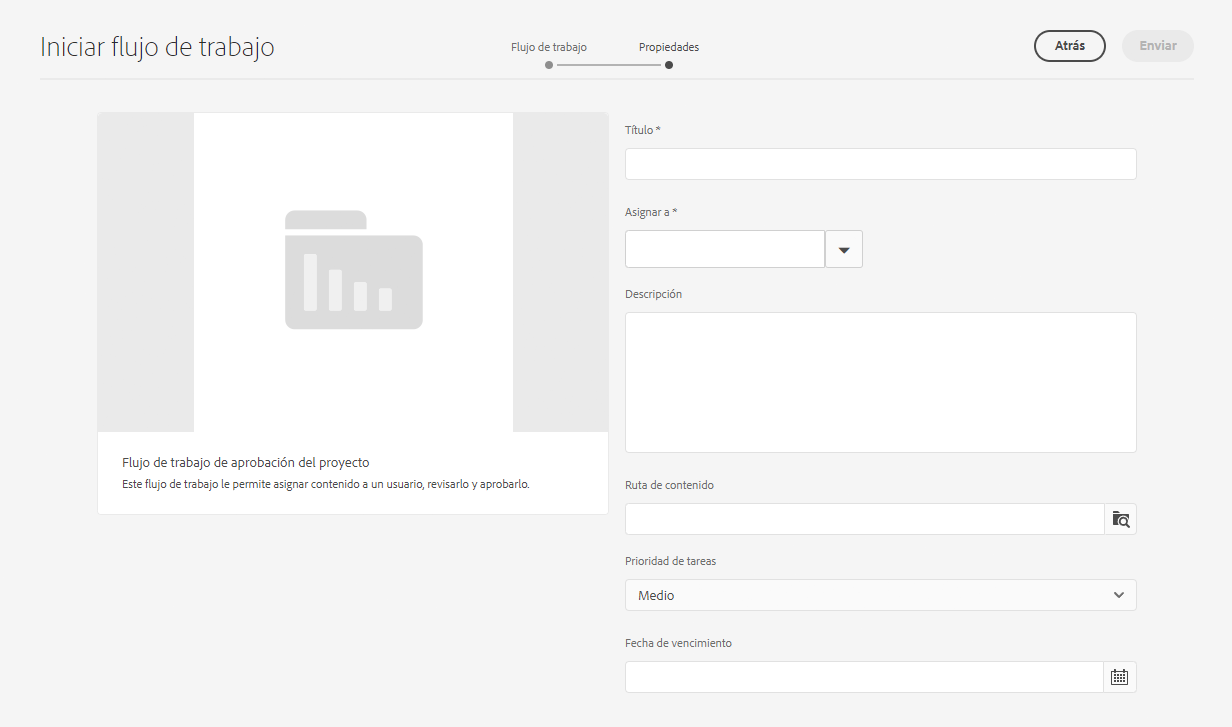 Iniciar flujo de trabajo
Flujo de trabajo
Propiedades
Atrás
Enviar
Título *
Asignar a *
Descripción
Flujo de trabajo de aprobación del proyecto
Este flujo de trabajo le permite asignar contenido a un usuario, revisarlo y aprobarlo.
Ruta de contenido
Prioridad de tareas
Medio
Fecha de vencimiento